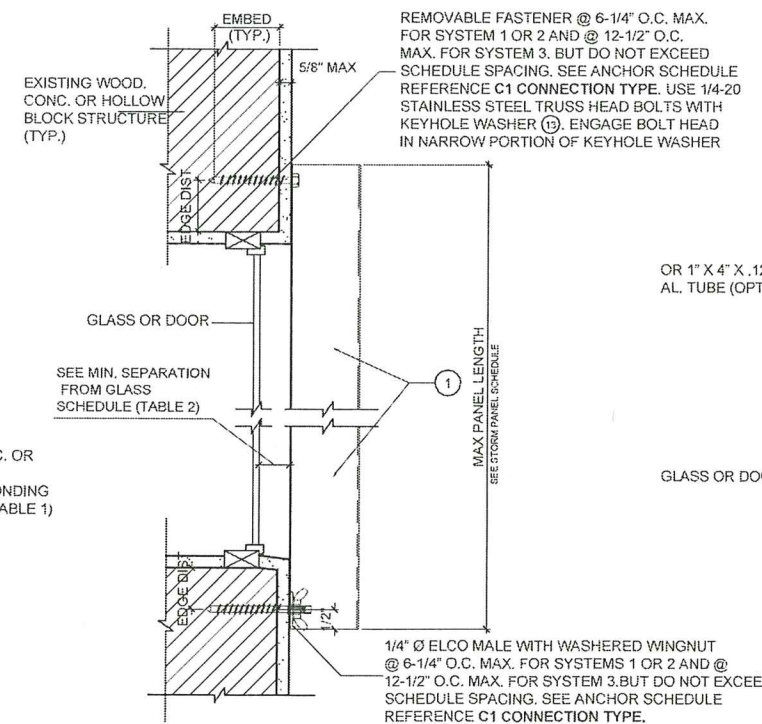 EMBED
(TYP.)
REMOVABLE FASTENER @ 6-1/4" O.C. MAX.
FOR SYSTEM 1 OR 2 AND @ 12-1/2" O.C.
MAX. FOR SYSTEM 3. BUT DO NOT EXCEED
SCHEDULE SPACING. SEE ANCHOR SCHEDULE
REFERENCE C1 CONNECTION TYPE. USE 1/4-20
STAINLESS STEEL TRUSS HEAD BOLTS WITH
KEYHOLE WASHER 13. ENGAGE BOLT HEAD
IN NARROW PORTION OF KEYHOLE WASHER
5/8" MAX
EXISTING WOOD,
CONC. OR HOLLOW
BLOCK STRUCTURE
(TYP.)
EDGE DIST.
OR 1" X 4" X .12
AL. TUBE (OPT
GLASS OR DOOR
SEE MIN. SEPARATION
FROM GLASS
SCHEDULE (TABLE 2)
1
MAX PANEL LENGTH
SEE STORM PANEL SCHEDULE
C. OR
ONDING
ABLE 1)
GLASS OR DOO
EDGE DIST.
1/2"
1/4" Ø ELCO MALE WITH WASHERED WINGNUT
@ 6-1/4" O.C. MAX. FOR SYSTEMS 1 OR 2 AND @
12-1/2" O.C. MAX. FOR SYSTEM 3.BUT DO NOT EXCEE
SCHEDULE SPACING. SEE ANCHOR SCHEDULE
REFERENCE C1 CONNECTION TYPE.